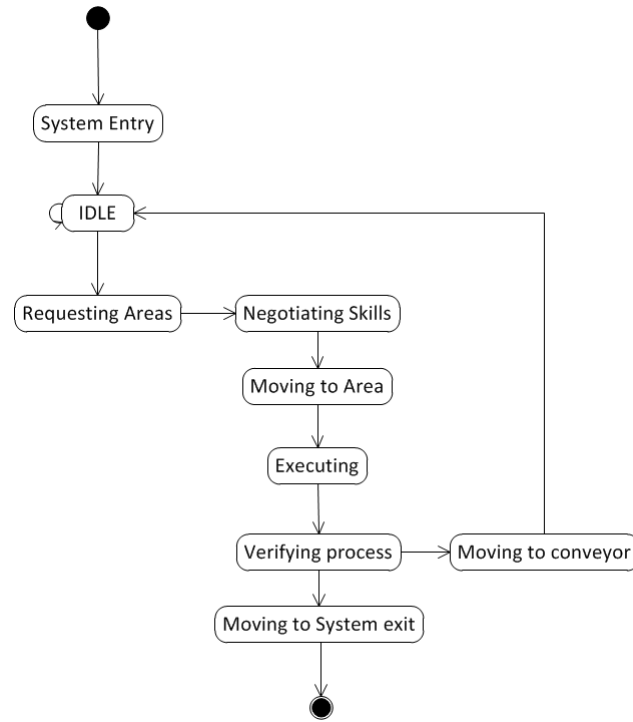 System Entry
IDLE
Requesting Areas
Negotiating Skills
Moving to Area
Executing
Verifying process
Moving to conveyor
Moving to System exit